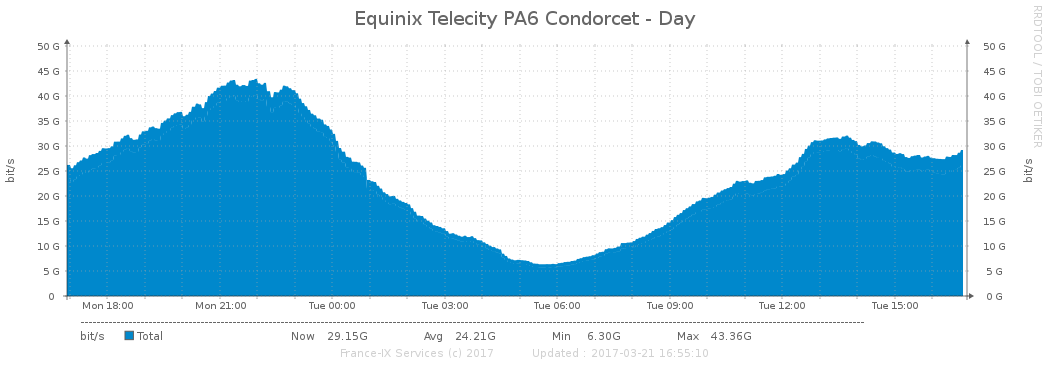 Equinix Telecity PA6 Condorcet - Day
RRDTOOL / TOBI OETIKER
50 G 50 G
45 G 45 G
40 G 40 G
35 G 35 G
30 G 30 G
25 G 25 G
20 G 20 G
15 G 15 G
10 G 10 G
5 G 5 G
0 0 G
bit/s bit/s
Mon 18:00 Mon 21:00 Tue 00:00 Tue 03:00 Tue 06:00 Tue 09:00 Tue 12:00 Tue 15:00
bit/s Total Now 29.15G Avg 24.21G Min 6.30G Max 43.36G
France-IX Services (c) 2017 Updated : 2017-03-21 16:55:10